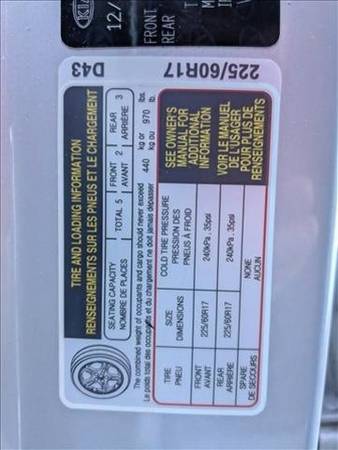 KIA
12/
FRONT
REAR
D43
225/60R17
TIRE AND LOADING INFORMATION
RENSEIGNEMENTS SUR LES PNEUS ET LE CHARGEMENT
SEATING CAPACITY
NOMBRE DE PLACES
TOTAL 5
FRONT
AVANT 2
REAR
ARRIÈRE 3
The combined weight of occupants and cargo should never exceed 440 kg or 970 lbs.
Le poids total des occupants et du chargement ne doit jamais dépasser 440 kg ou 970 lb.
TIRE
PNEU
SIZE
DIMENSIONS
COLD TIRE PRESSURE
PRESSION DES
PNEUS À FROID
FRONT
AVANT
225/60R17
240kPa, 35psi
REAR
ARRIÈRE
225/60R17
240kPa, 35psi
SPARE
DE SECOURS
NONE
AUCUN
SEE OWNER'S
MANUAL FOR
ADDITIONAL
INFORMATION
VOIR LE MANUEL
DE L'USAGER
POUR PLUS DE
RENSEIGNEMENTS